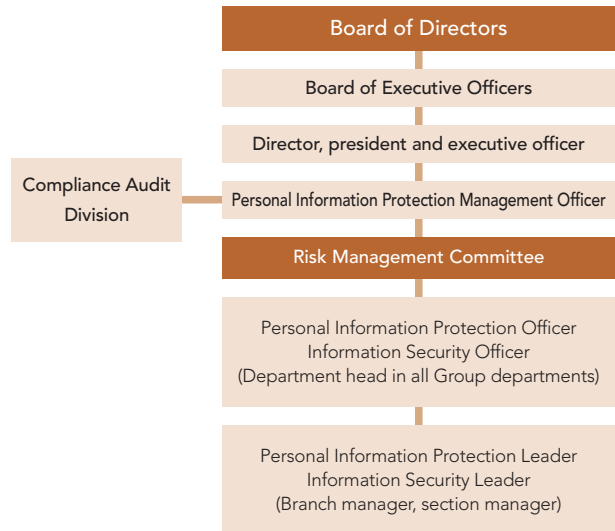 Board of Directors
Board of Executive Officers
Director, president and executive officer
Compliance Audit
Division
Personal Information Protection Management Officer
Risk Management Committee
Personal Information Protection Officer
Information Security Officer
(Department head in all Group departments)
Personal Information Protection Leader
Information Security Leader
(Branch manager, section manager)